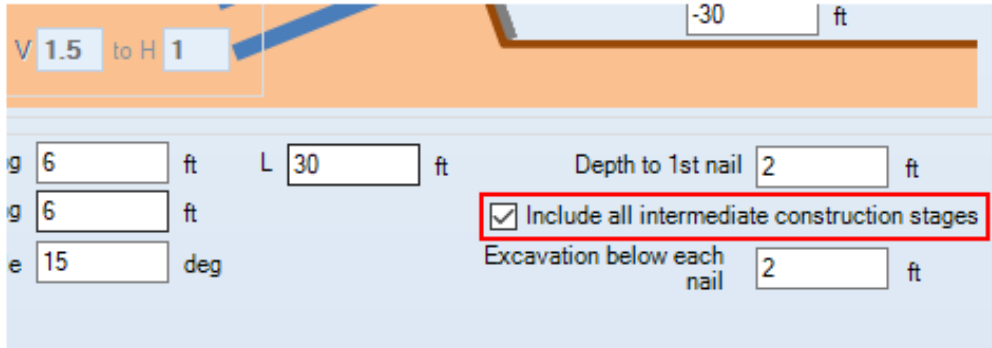 -30 ft
V 1.5 to H 1
g 6 ft L 30 ft Depth to 1st nail 2 ft
g 6 ft Include all intermediate construction stages
e 15 deg Excavation below each nail 2 ft